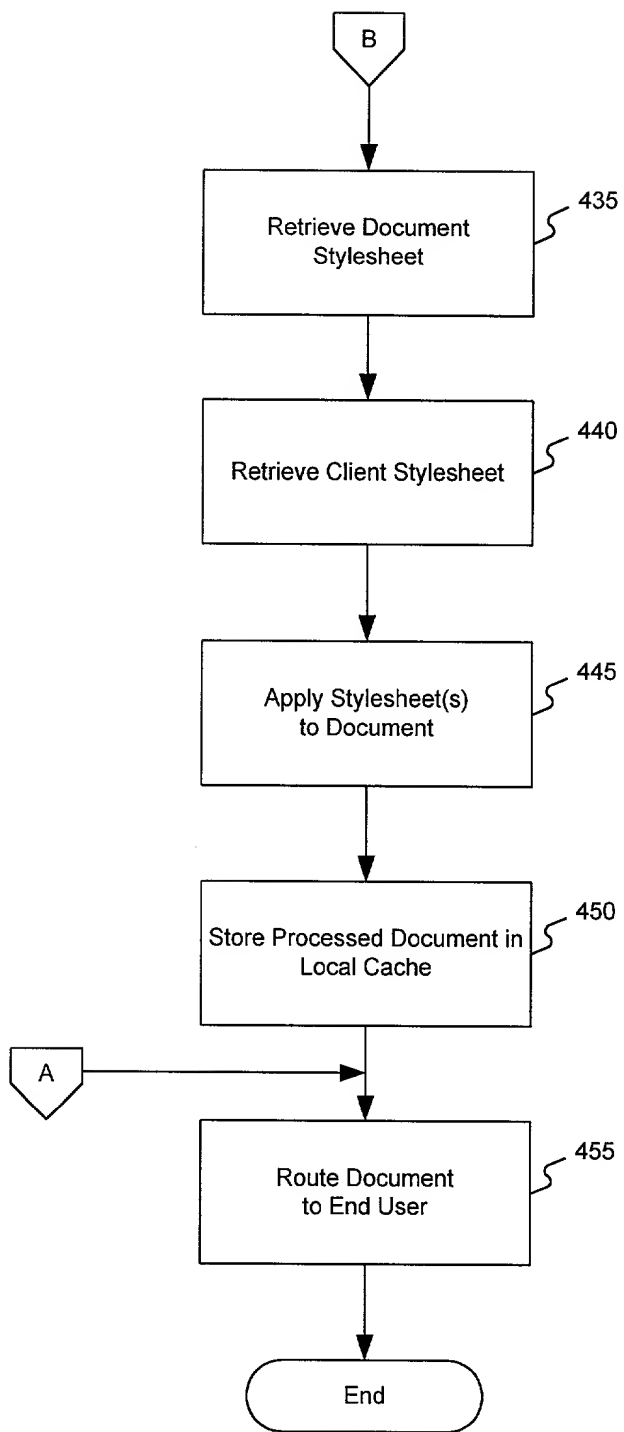 B
Retrieve Document
Stylesheet
435
Retrieve Client Stylesheet
440
Apply Stylesheet(s)
to Document
445
Store Processed Document in
Local Cache
450
A
Route Document
to End User
455
End